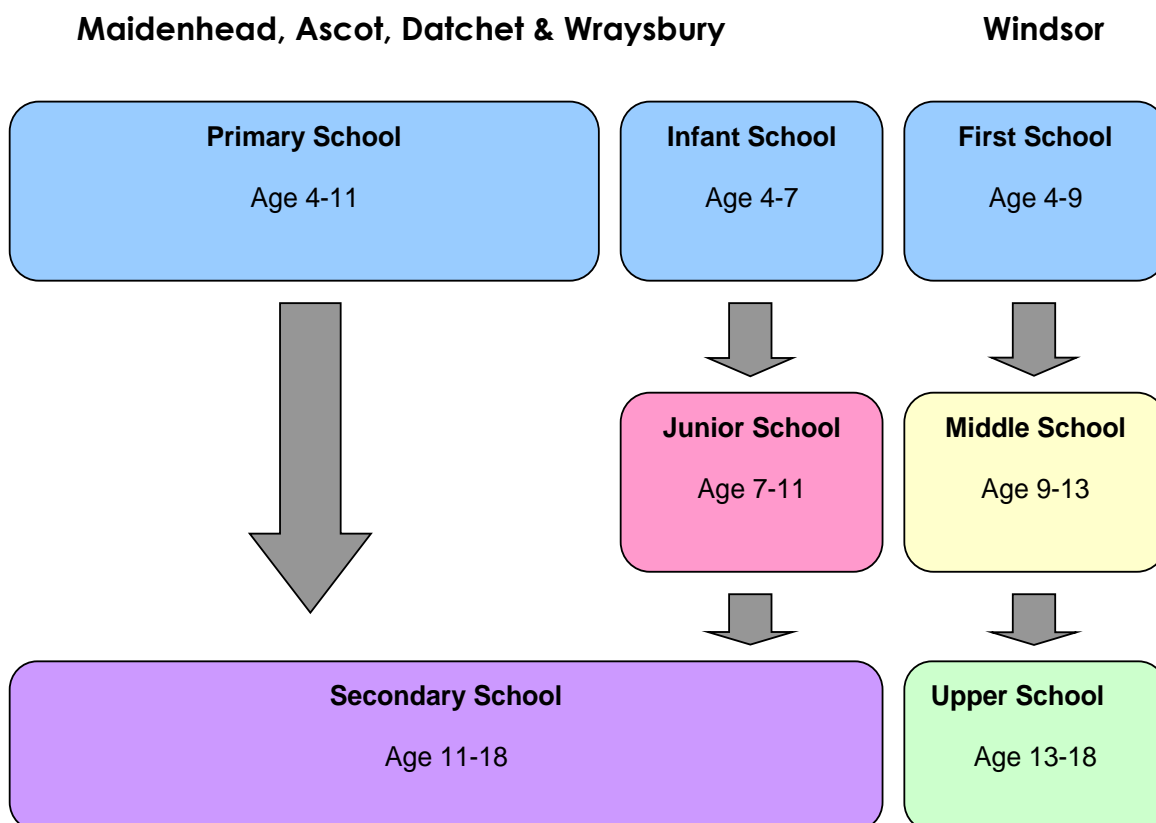 Maidenhead, Ascot, Datchet & Wraysbury
Windsor
Primary School
Age 4-11
Infant School
Age 4-7
First School
Age 4-9
Junior School
Age 7-11
Middle School
Age 9-13
Secondary School
Age 11-18
Upper School
Age 13-18